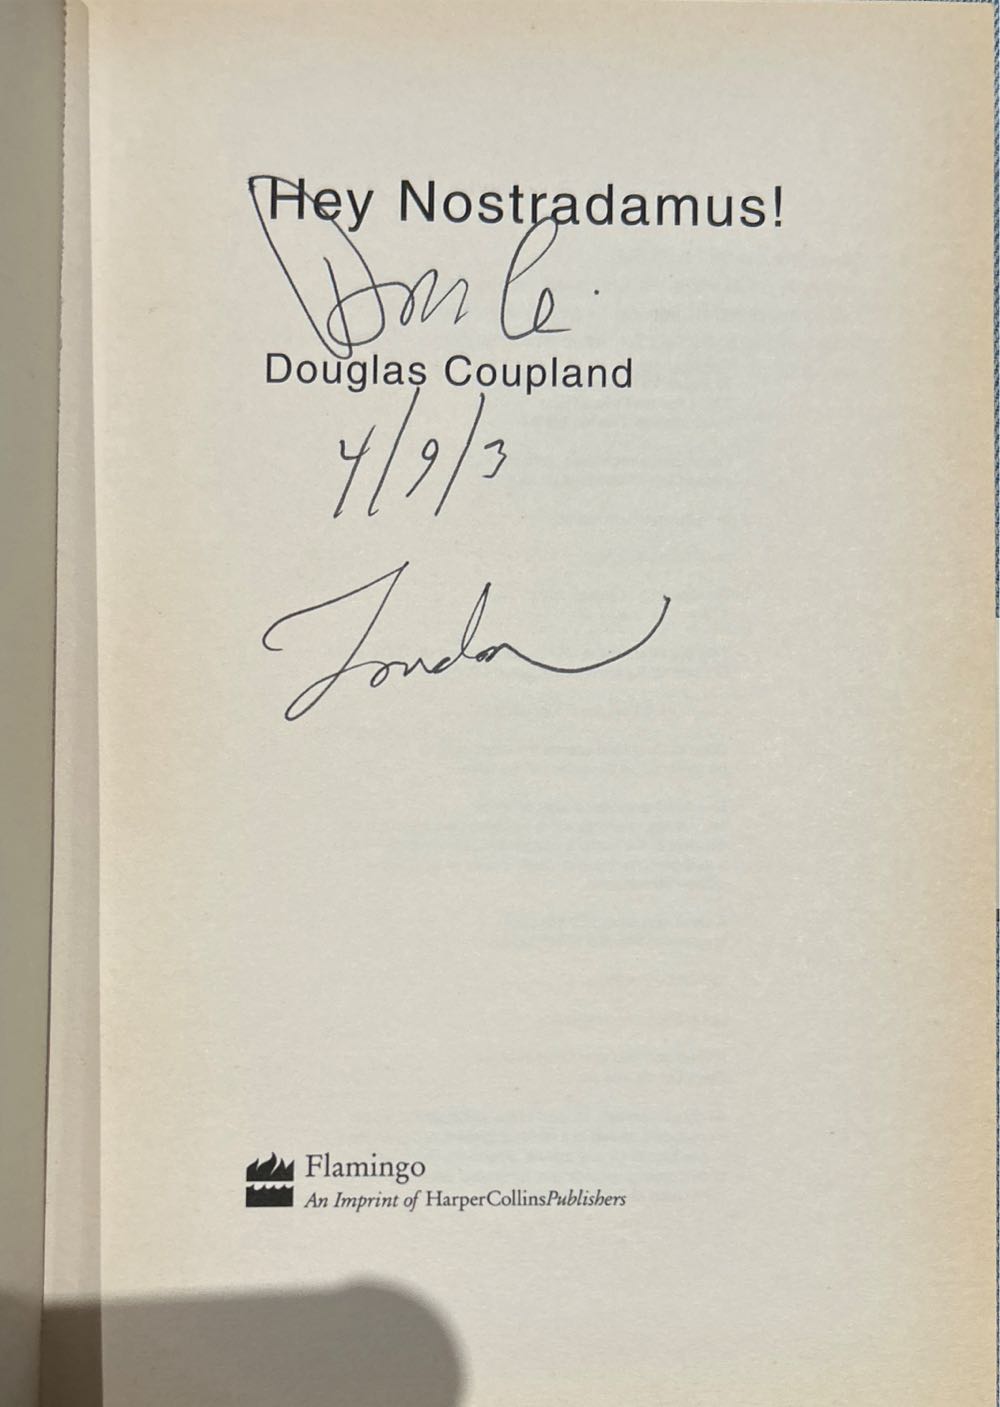 Hey Nostradamus!
Douglas Coupland
4/9/3
London
Flamingo
An Imprint of HarperCollinsPublishers